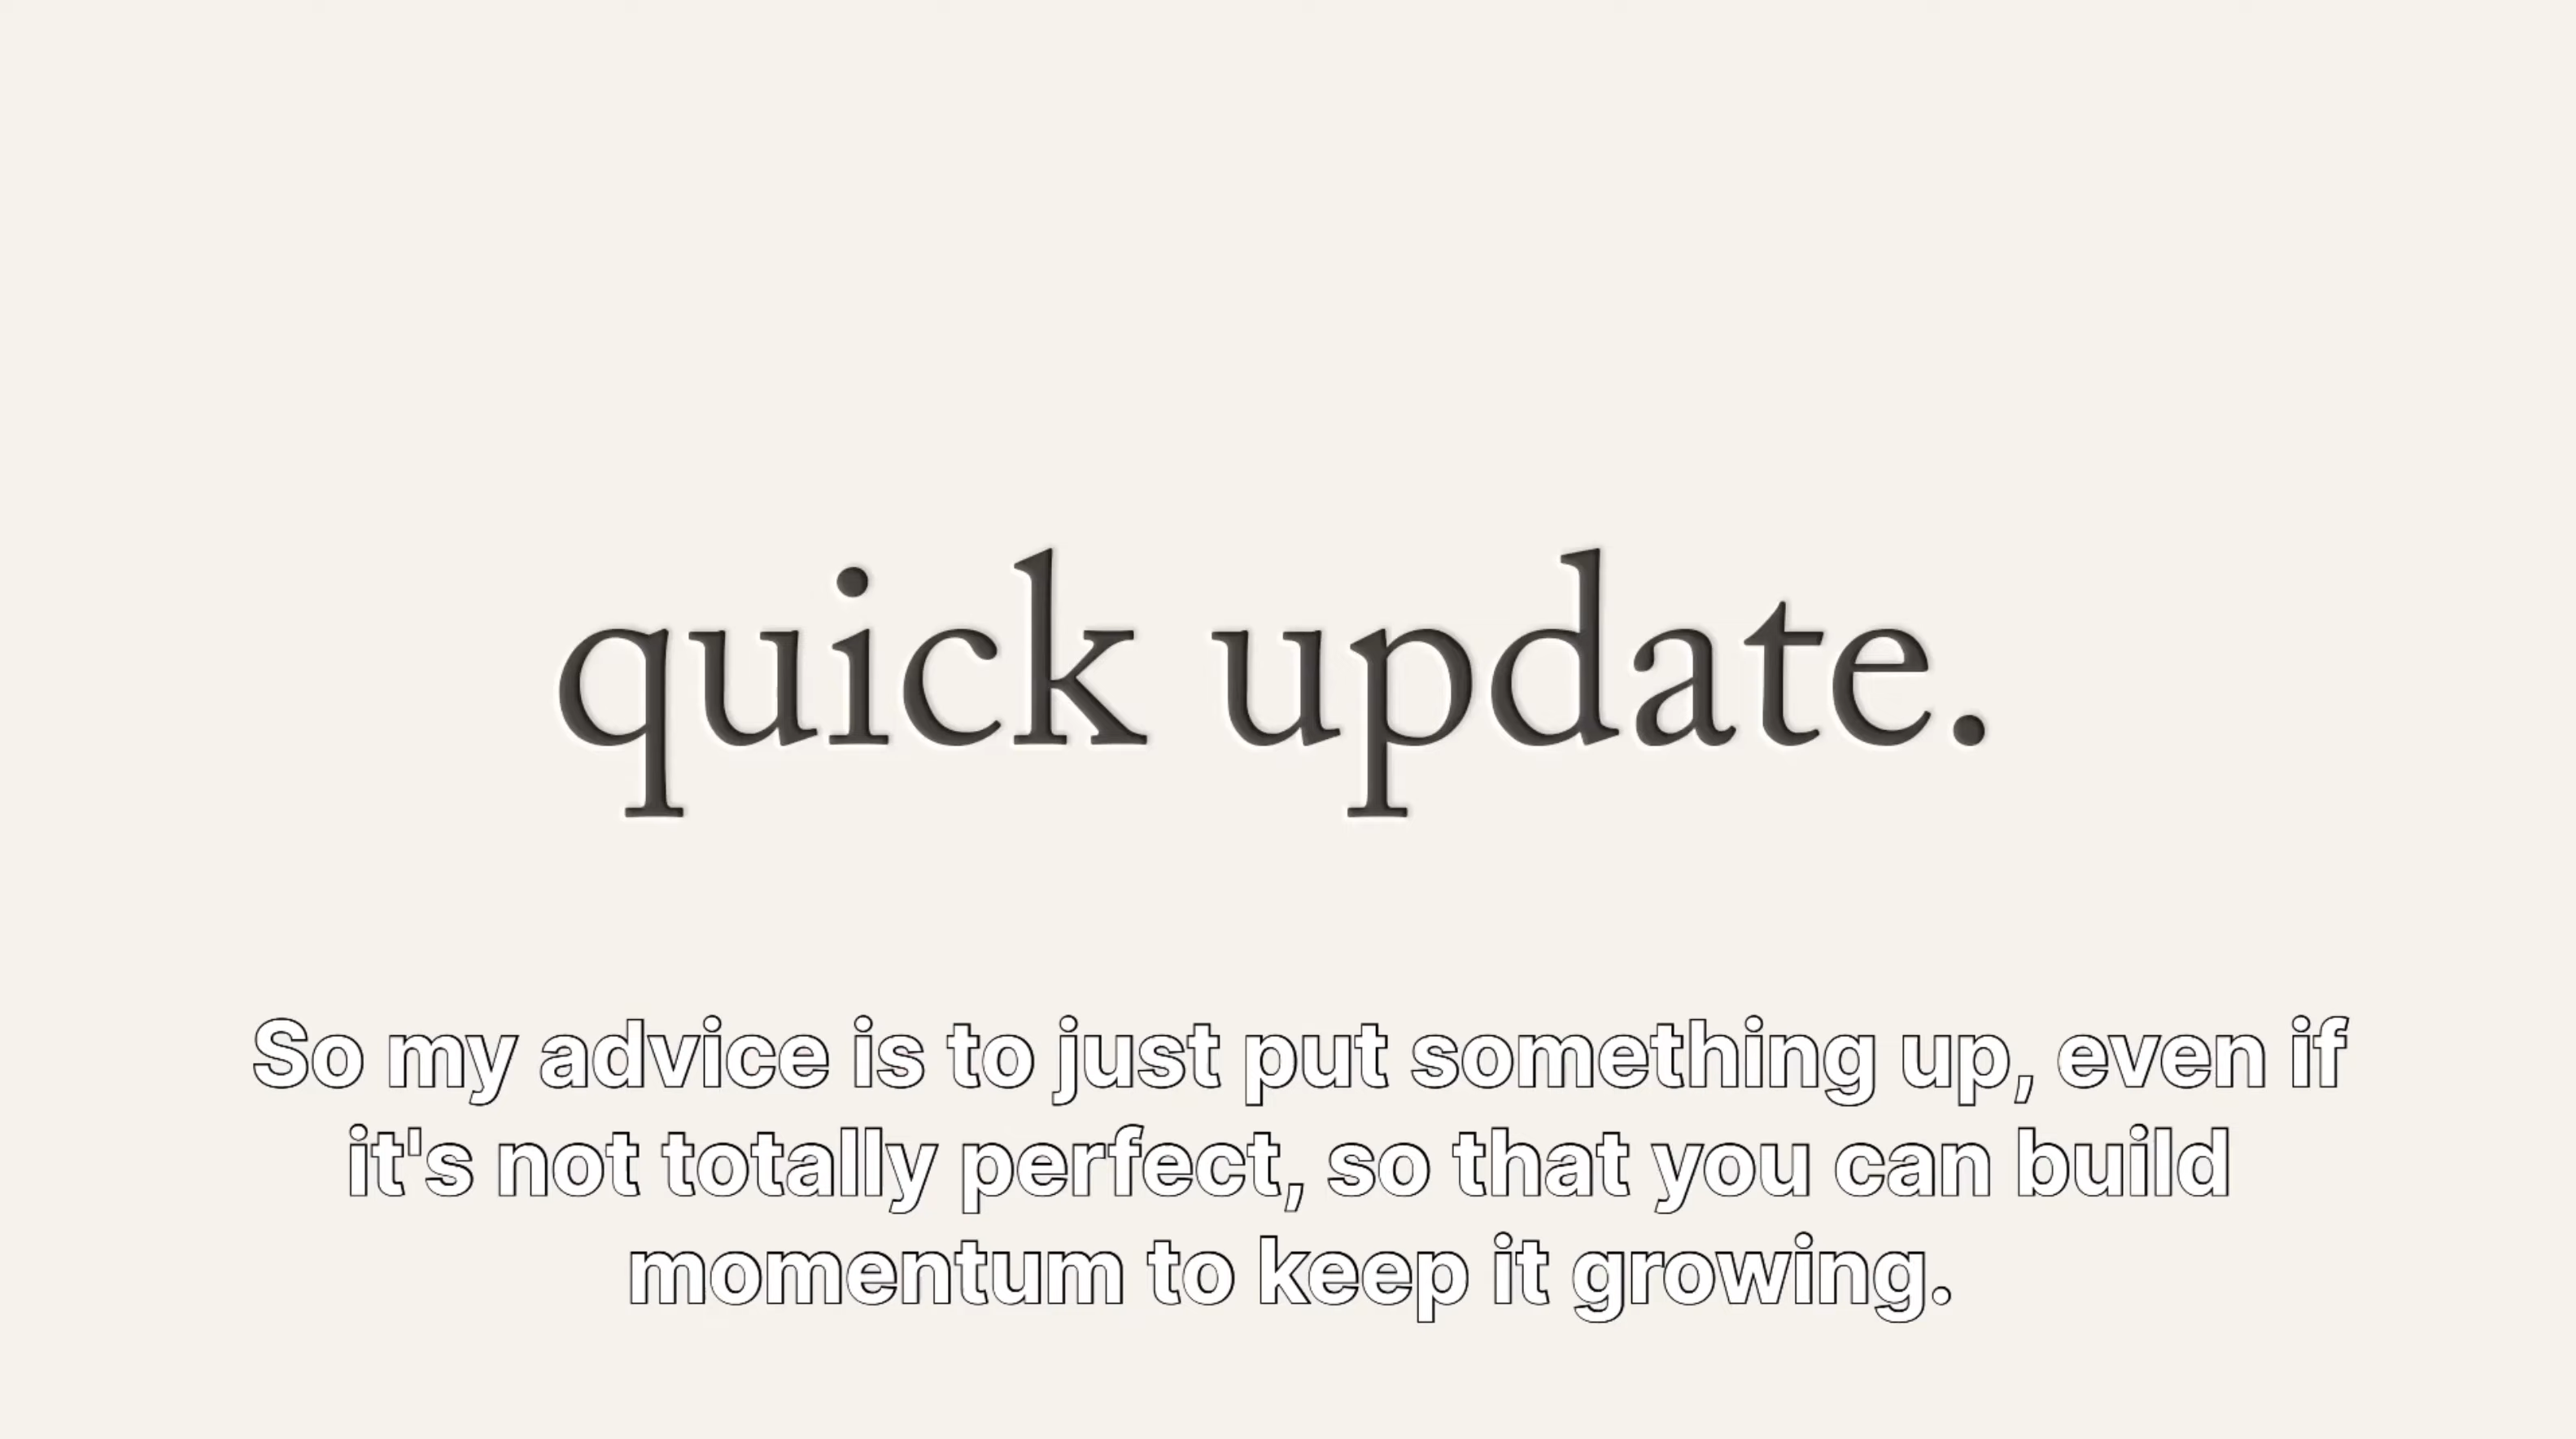 quick update.
So my advice is to just put something up, even if
it's not totally perfect, so that you can build
momentum to keep it growing.